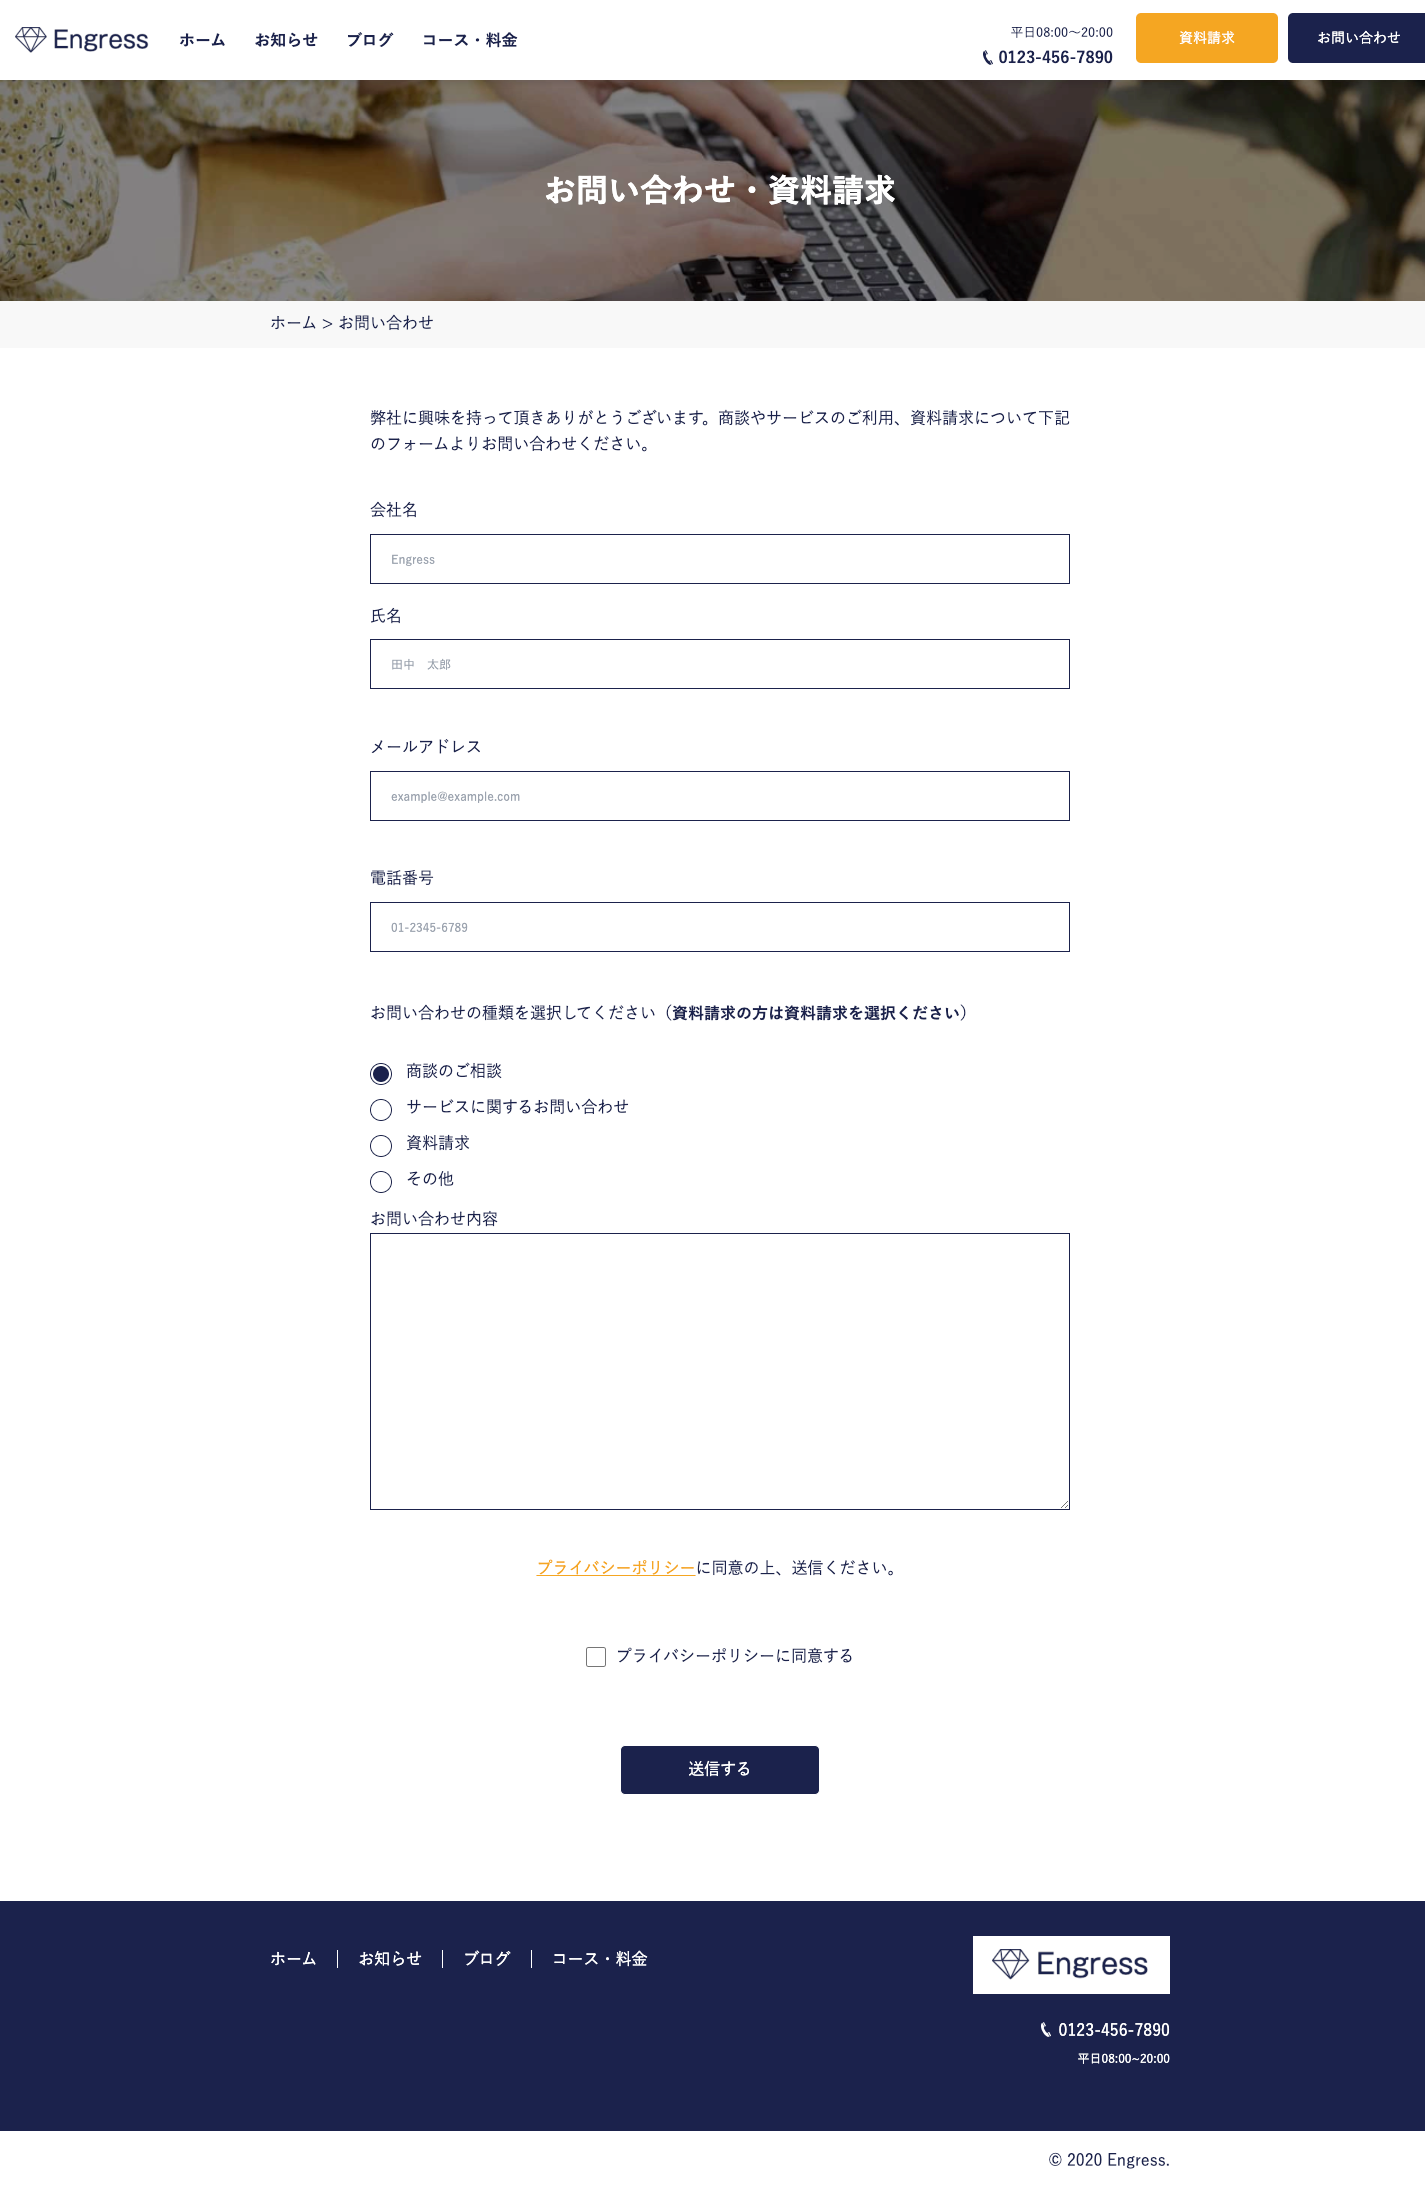 Engress
ホーム お知らせ ブログ コース・料金
平日08:00〜20:00
0123-456-7890
資料請求
お問い合わせ
お問い合わせ・資料請求
ホーム > お問い合わせ
弊社に興味を持って頂きありがとうございます。商談やサービスのご利用、資料請求について下記
のフォームよりお問い合わせください。
会社名
Engress
氏名
田中　太郎
メールアドレス
example@example.com
電話番号
01-2345-6789
お問い合わせの種類を選択してください（資料請求の方は資料請求を選択ください）
商談のご相談
サービスに関するお問い合わせ
資料請求
その他
お問い合わせ内容
プライバシーポリシーに同意の上、送信ください。
プライバシーポリシーに同意する
送信する
ホーム お知らせ ブログ コース・料金
Engress
0123-456-7890
平日08:00~20:00
© 2020 Engress.